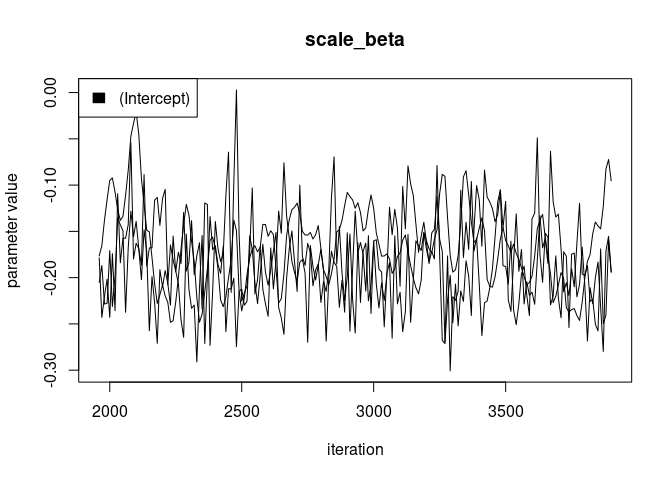 scale_beta
(Intercept)
0.00
-0.10
-0.20
-0.30
parameter value
2000 2500 3000 3500
iteration